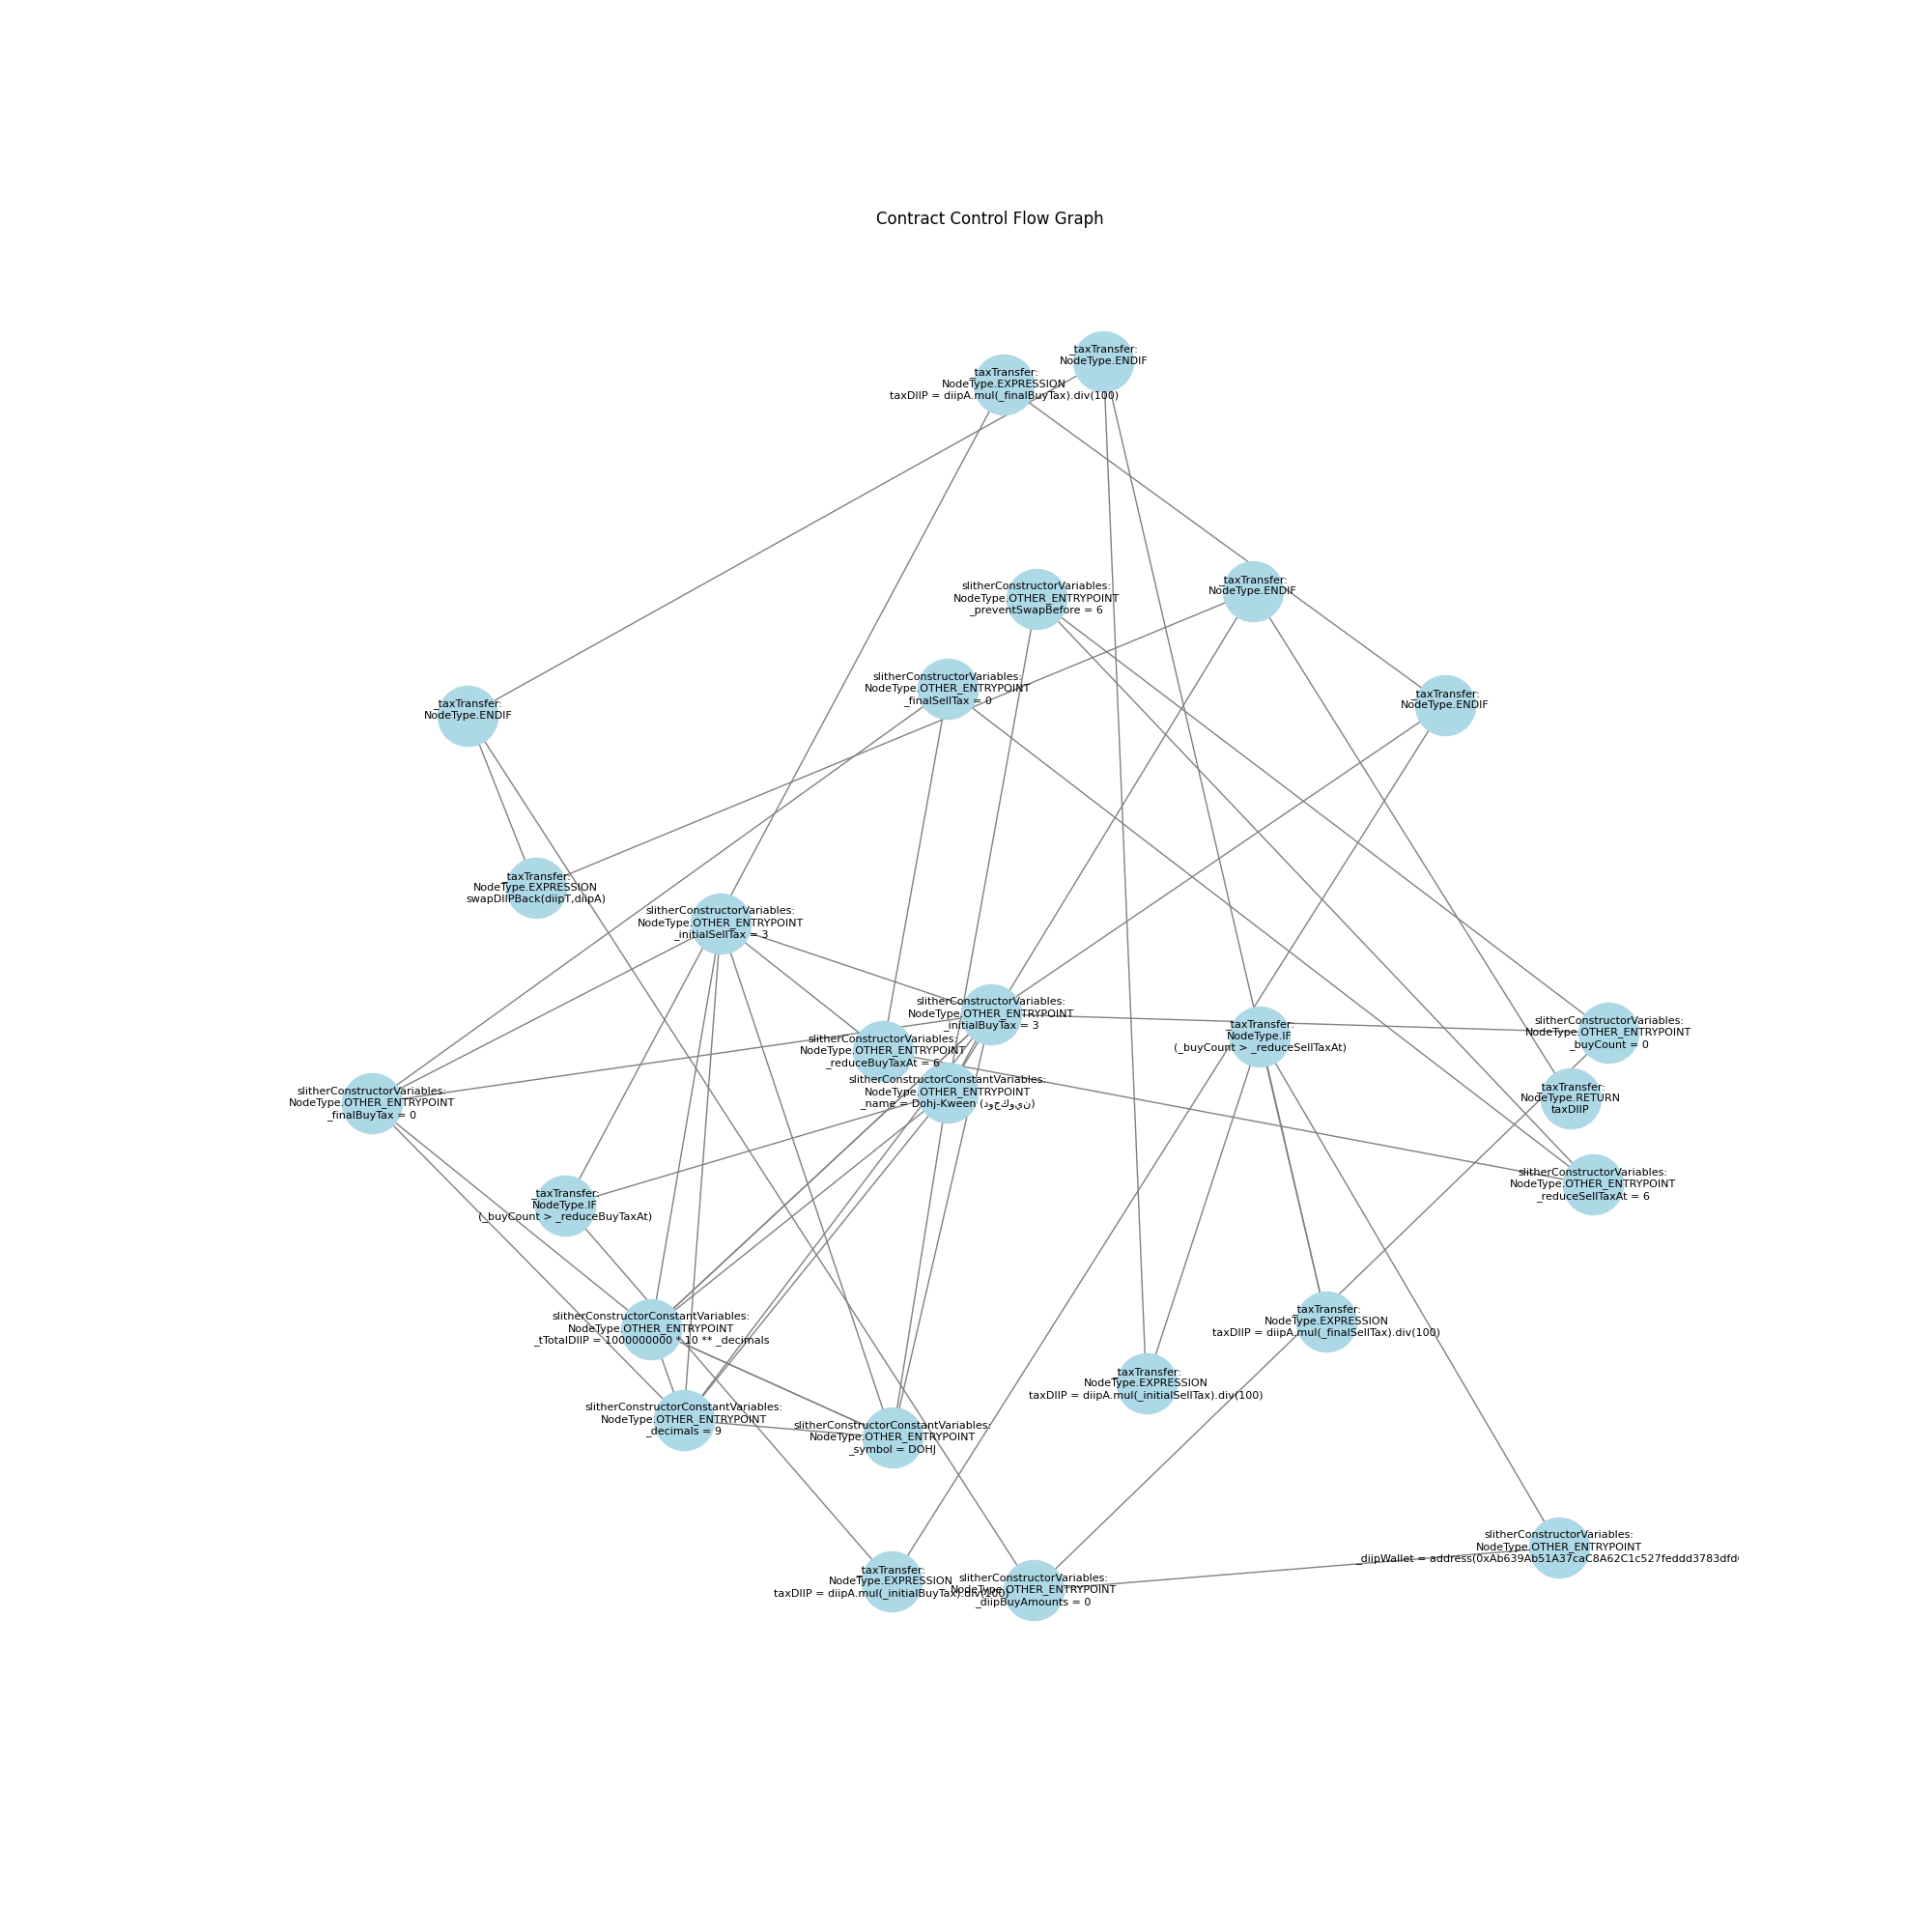 Contract Control Flow Graph
_taxTransfer:
NodeType.ENDIF
_taxTransfer:
NodeType.EXPRESSION
taxDIIP = diipA.mul(_finalBuyTax).div(100)
_taxTransfer:
NodeType.ENDIF
slitherConstructorVariables:
NodeType.OTHER_ENTRYPOINT
_preventSwapBefore = 6
slitherConstructorVariables:
NodeType.OTHER_ENTRYPOINT
_finalSellTax = 0
_taxTransfer:
NodeType.ENDIF
_taxTransfer:
NodeType.ENDIF
_taxTransfer:
NodeType.EXPRESSION
swapDIIPBack(diipT,diipA)
slitherConstructorVariables:
NodeType.OTHER_ENTRYPOINT
_initialSellTax = 3
slitherConstructorVariables:
NodeType.OTHER_ENTRYPOINT
_initialBuyTax = 3
_taxTransfer:
NodeType.IF
(_buyCount > _reduceSellTaxAt)
slitherConstructorVariables:
NodeType.OTHER_ENTRYPOINT
_buyCount = 0
slitherConstructorVariables:
NodeType.OTHER_ENTRYPOINT
_reduceBuyTaxAt = 6
slitherConstructorConstantVariables:
NodeType.OTHER_ENTRYPOINT
_name = Dohj-Kween (دوجكوين)
slitherConstructorVariables:
NodeType.OTHER_ENTRYPOINT
_finalBuyTax = 0
_taxTransfer:
NodeType.RETURN
taxDIIP
slitherConstructorVariables:
NodeType.OTHER_ENTRYPOINT
_reduceSellTaxAt = 6
_taxTransfer:
NodeType.IF
(_buyCount > _reduceBuyTaxAt)
slitherConstructorConstantVariables:
NodeType.OTHER_ENTRYPOINT
_tTotalDIIP = 1000000000 * 10 ** _decimals
_taxTransfer:
NodeType.EXPRESSION
taxDIIP = diipA.mul(_finalSellTax).div(100)
_taxTransfer:
NodeType.EXPRESSION
taxDIIP = diipA.mul(_initialSellTax).div(100)
slitherConstructorConstantVariables:
NodeType.OTHER_ENTRYPOINT
_decimals = 9
slitherConstructorConstantVariables:
NodeType.OTHER_ENTRYPOINT
_symbol = DOHJ
slitherConstructorVariables:
NodeType.OTHER_ENTRYPOINT
_diipWallet = address(0xAb639Ab51A37caC8A62C1c527feddd3783dfd
_taxTransfer:
NodeType.EXPRESSION
taxDIIP = diipA.mul(_initialBuyTax).div(100)
slitherConstructorVariables:
NodeType.OTHER_ENTRYPOINT
_diipBuyAmounts = 0